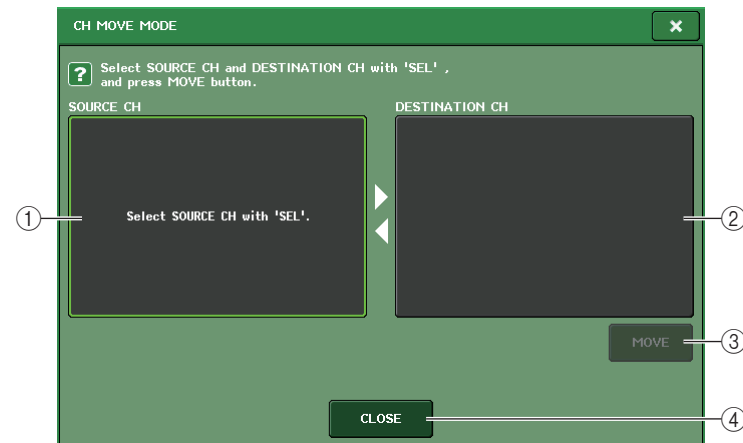 CH MOVE MODE
×
? Select SOURCE CH and DESTINATION CH with 'SEL' ,
and press MOVE button.
SOURCE CH
DESTINATION CH
① Select SOURCE CH with 'SEL'. ②
MOVE ③
CLOSE ④